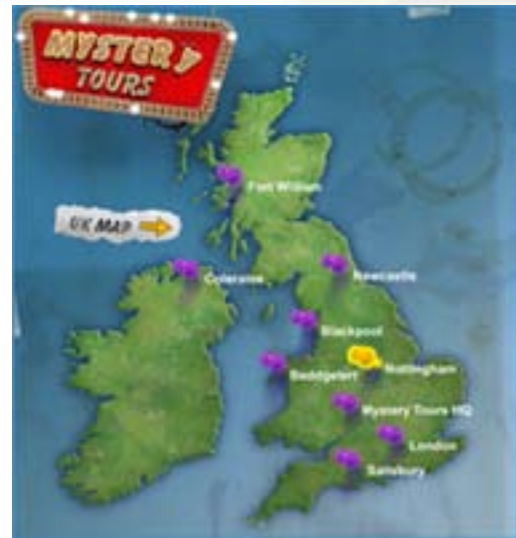 MYSTERY
TOURS
Fort William
UK MAP
Coleraine
Newcastle
Blackpool
Beddgelert
Nottingham
Mystery Tours HQ
London
Salisbury